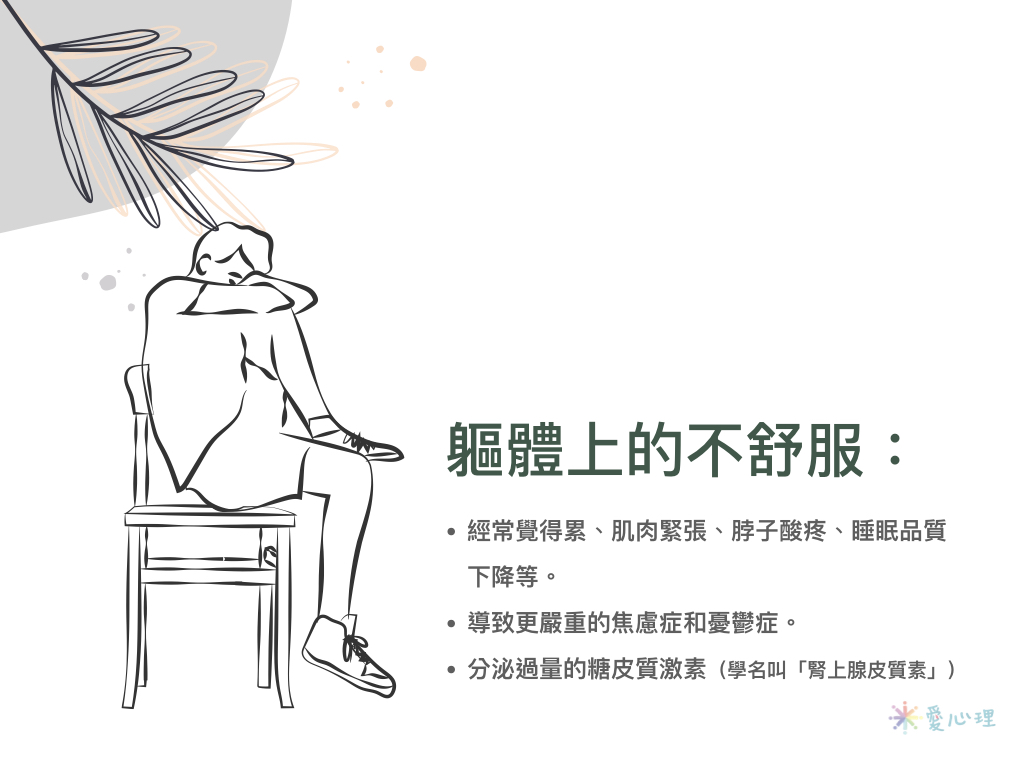 軀體上的不舒服：
• 經常覺得累、肌肉緊張、脖子酸疼、睡眠品質
下降等。
• 導致更嚴重的焦慮症和憂鬱症。
• 分泌過量的糖皮質激素（學名叫「腎上腺皮質素」）
愛心理